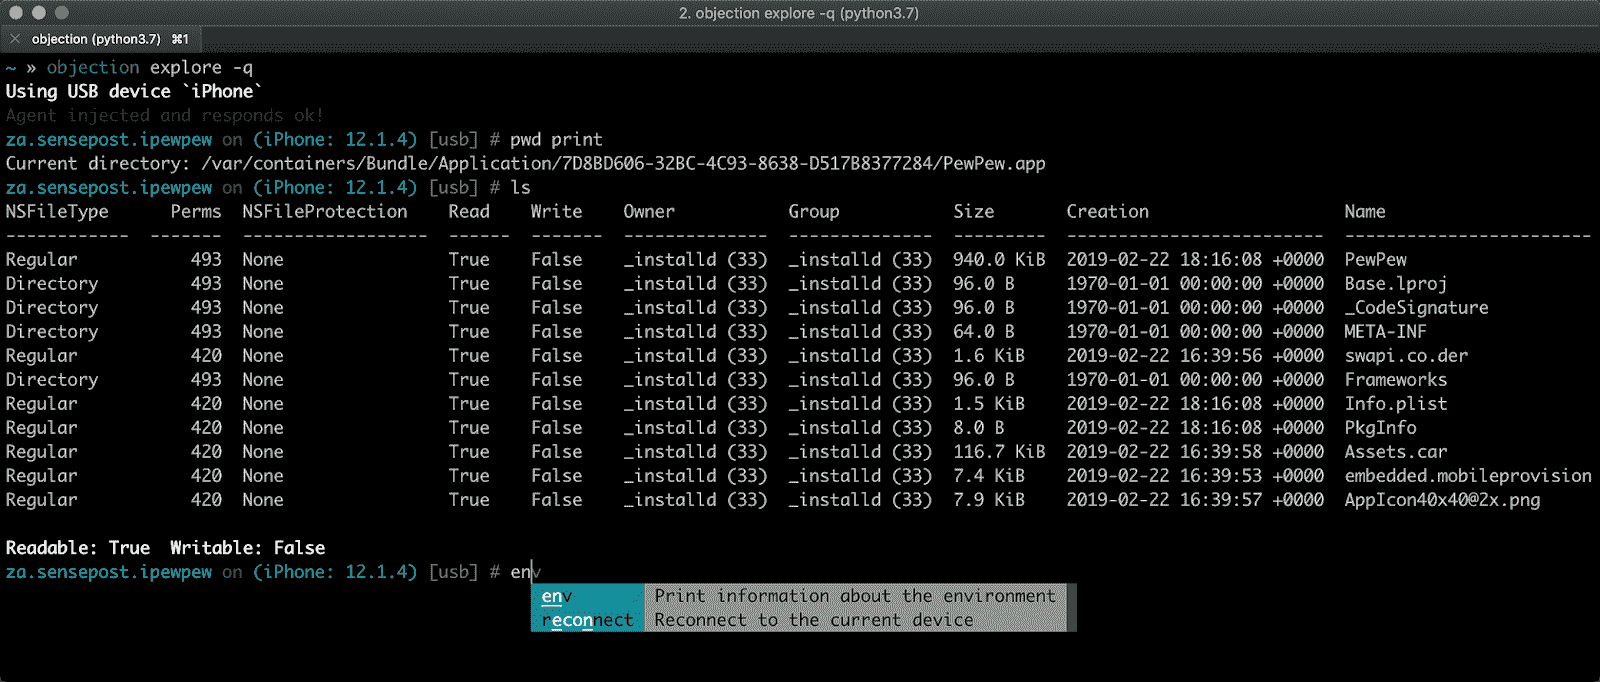 2. objection explore -q (python3.7)
× objection (python3.7) ⌘1
~ » objection explore -q
Using USB device `iPhone`
Agent injected and responds ok!
za.sensepost.ipewpew on (iPhone: 12.1.4) [usb] # pwd print
Current directory: /var/containers/Bundle/Application/7D8BD606-32BC-4C93-8638-D517B8377284/PewPew.app
za.sensepost.ipewpew on (iPhone: 12.1.4) [usb] # ls
NSFileType Perms NSFileProtection Read Write Owner Group Size Creation Name
------------ ------- ------------------ ------ ------- -------------- -------------- --------- ------------------------- ------------------------
Regular 493 None True False _installd (33) _installd (33) 940.0 KiB 2019-02-22 18:16:08 +0000 PewPew
Directory 493 None True False _installd (33) _installd (33) 96.0 B 1970-01-01 00:00:00 +0000 Base.lproj
Directory 493 None True False _installd (33) _installd (33) 96.0 B 1970-01-01 00:00:00 +0000 _CodeSignature
Directory 493 None True False _installd (33) _installd (33) 64.0 B 1970-01-01 00:00:00 +0000 META-INF
Regular 420 None True False _installd (33) _installd (33) 1.6 KiB 2019-02-22 16:39:56 +0000 swapi.co.der
Directory 493 None True False _installd (33) _installd (33) 96.0 B 1970-01-01 00:00:00 +0000 Frameworks
Regular 420 None True False _installd (33) _installd (33) 1.5 KiB 2019-02-22 18:16:08 +0000 Info.plist
Regular 420 None True False _installd (33) _installd (33) 8.0 B 2019-02-22 18:16:08 +0000 PkgInfo
Regular 420 None True False _installd (33) _installd (33) 116.7 KiB 2019-02-22 16:39:58 +0000 Assets.car
Regular 420 None True False _installd (33) _installd (33) 7.4 KiB 2019-02-22 16:39:53 +0000 embedded.mobileprovision
Regular 420 None True False _installd (33) _installd (33) 7.9 KiB 2019-02-22 16:39:57 +0000 AppIcon40x40@2x.png
Readable: True Writable: False
za.sensepost.ipewpew on (iPhone: 12.1.4) [usb] # env
env Print information about the environment
reconnect Reconnect to the current device